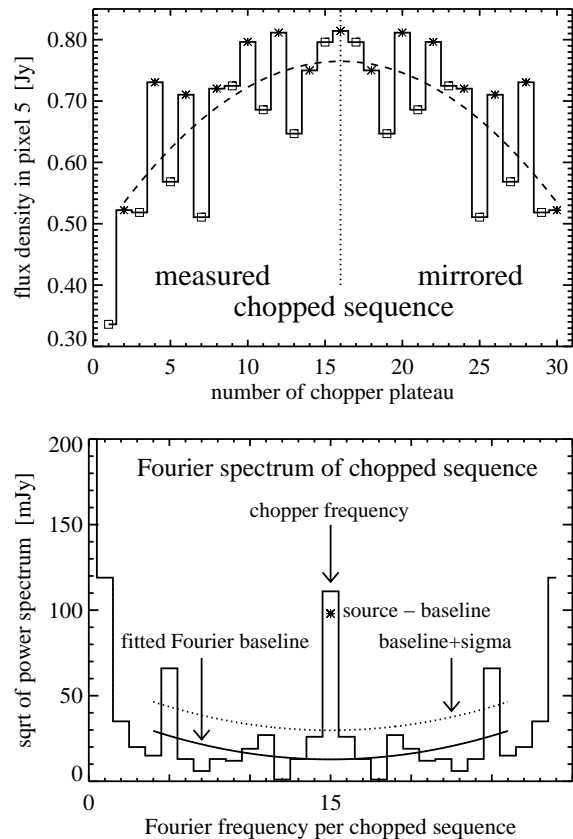 flux density in pixel 5 [Jy]
0.80
0.70
0.60
0.50
0.40
0.30
measured
mirrored
chopped sequence
0 5 10 15 20 25 30
number of chopper plateau
sqrt of power spectrum [mJy]
200
150
100
50
0
Fourier spectrum of chopped sequence
chopper frequency
source – baseline
fitted Fourier baseline
baseline+sigma
0 15
Fourier frequency per chopped sequence